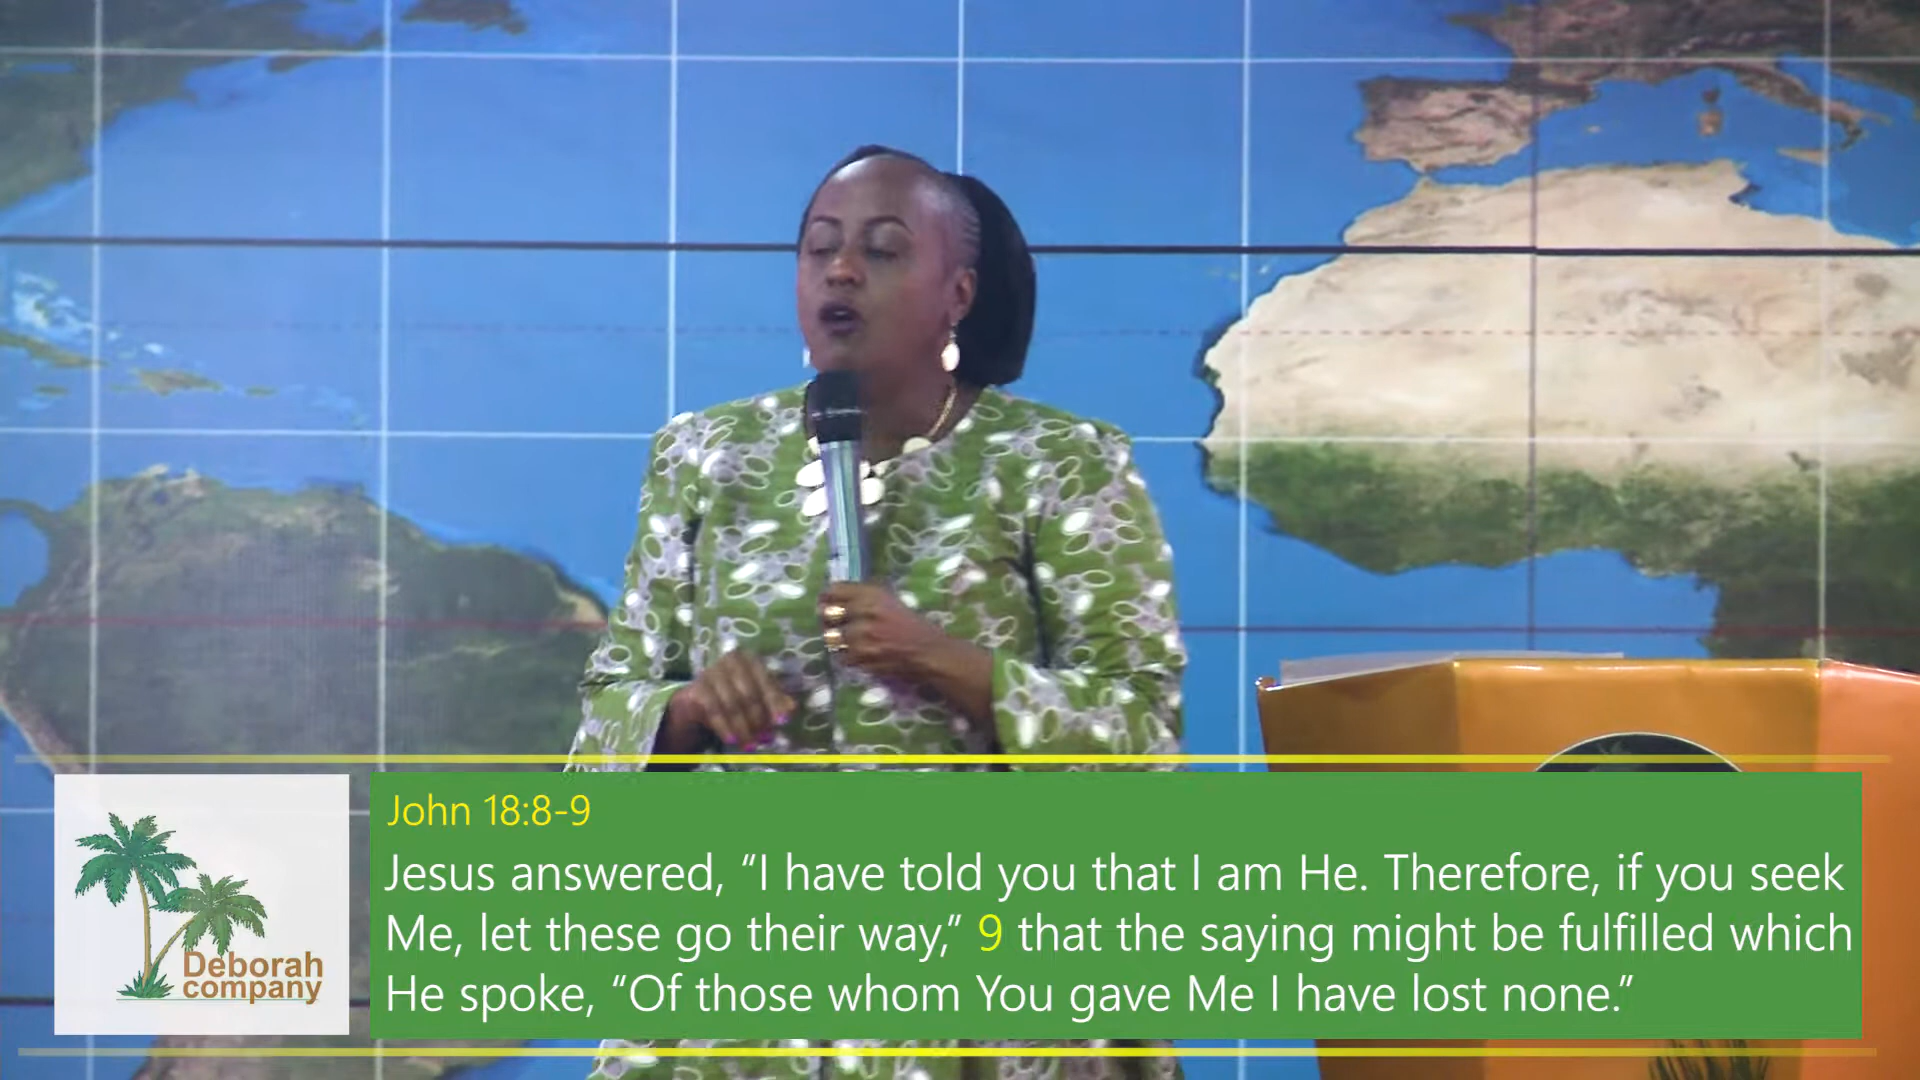 John 18:8-9
Jesus answered, “I have told you that I am He. Therefore, if you seek
Me, let these go their way,” 9 that the saying might be fulfilled which
He spoke, “Of those whom You gave Me I have lost none.”
Deborah
company